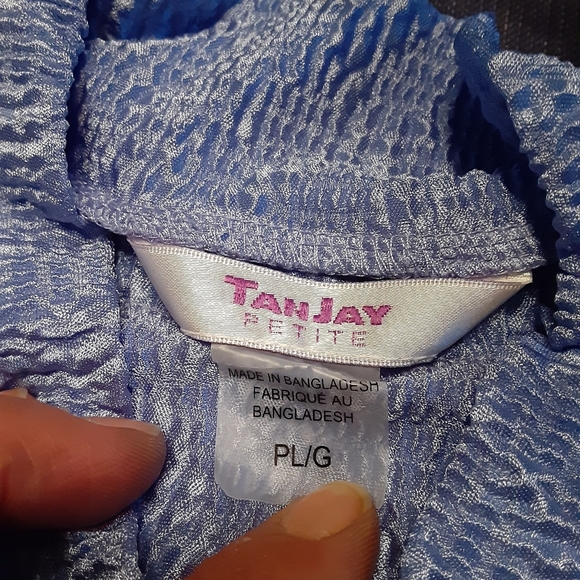 TANJAY
PETITE
MADE IN BANGLADESH
FABRIQUÉ AU
BANGLADESH
PL/G